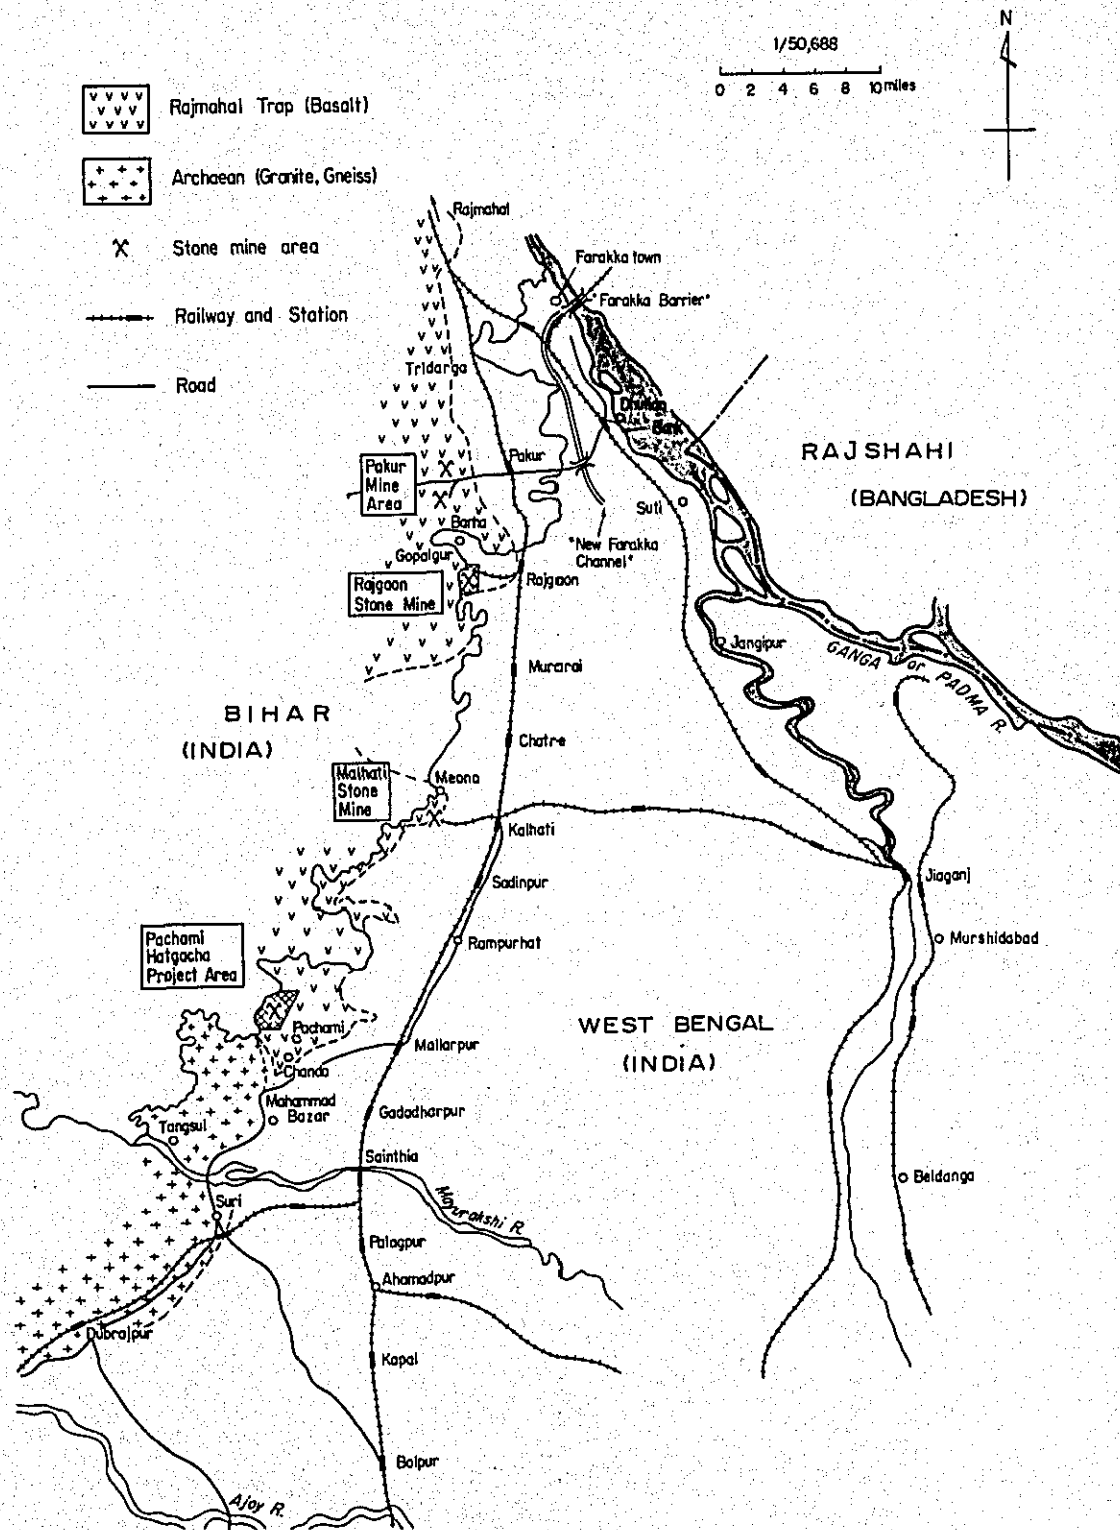 N
1/50,688
0 2 4 6 8 10 miles
Rajmahal Trap (Basalt)
Archaean (Granite, Gneiss)
Stone mine area
Railway and Station
Road
Rajmahal
Farakka town
"Farakka Barrier"
Tridarga
Pakur
Pakur
Mine
Area
Suti
RAJSHAHI
(BANGLADESH)
Barha
Gopalgur
"New Farakka
Channel"
Rajgaon
Rajgaon
Stone Mine
Jangipur
GANGA or PADMA R.
Murarai
BIHAR
(INDIA)
Chatre
Malhati
Stone
Mine
Meona
Kalhati
Sadinpur
Jiaganj
Rampurhat
Murshidabad
Pachami
Hatgacha
Project Area
Pachami
WEST BENGAL
(INDIA)
Mallarpur
Chanda
Mahammad
Bazar
Gadadharpur
Tangsul
Sainthia
Beldanga
Mayurakshi R.
Suri
Palagpur
Ahamadpur
Dubrajpur
Kapal
Bolpur
Ajoy R.